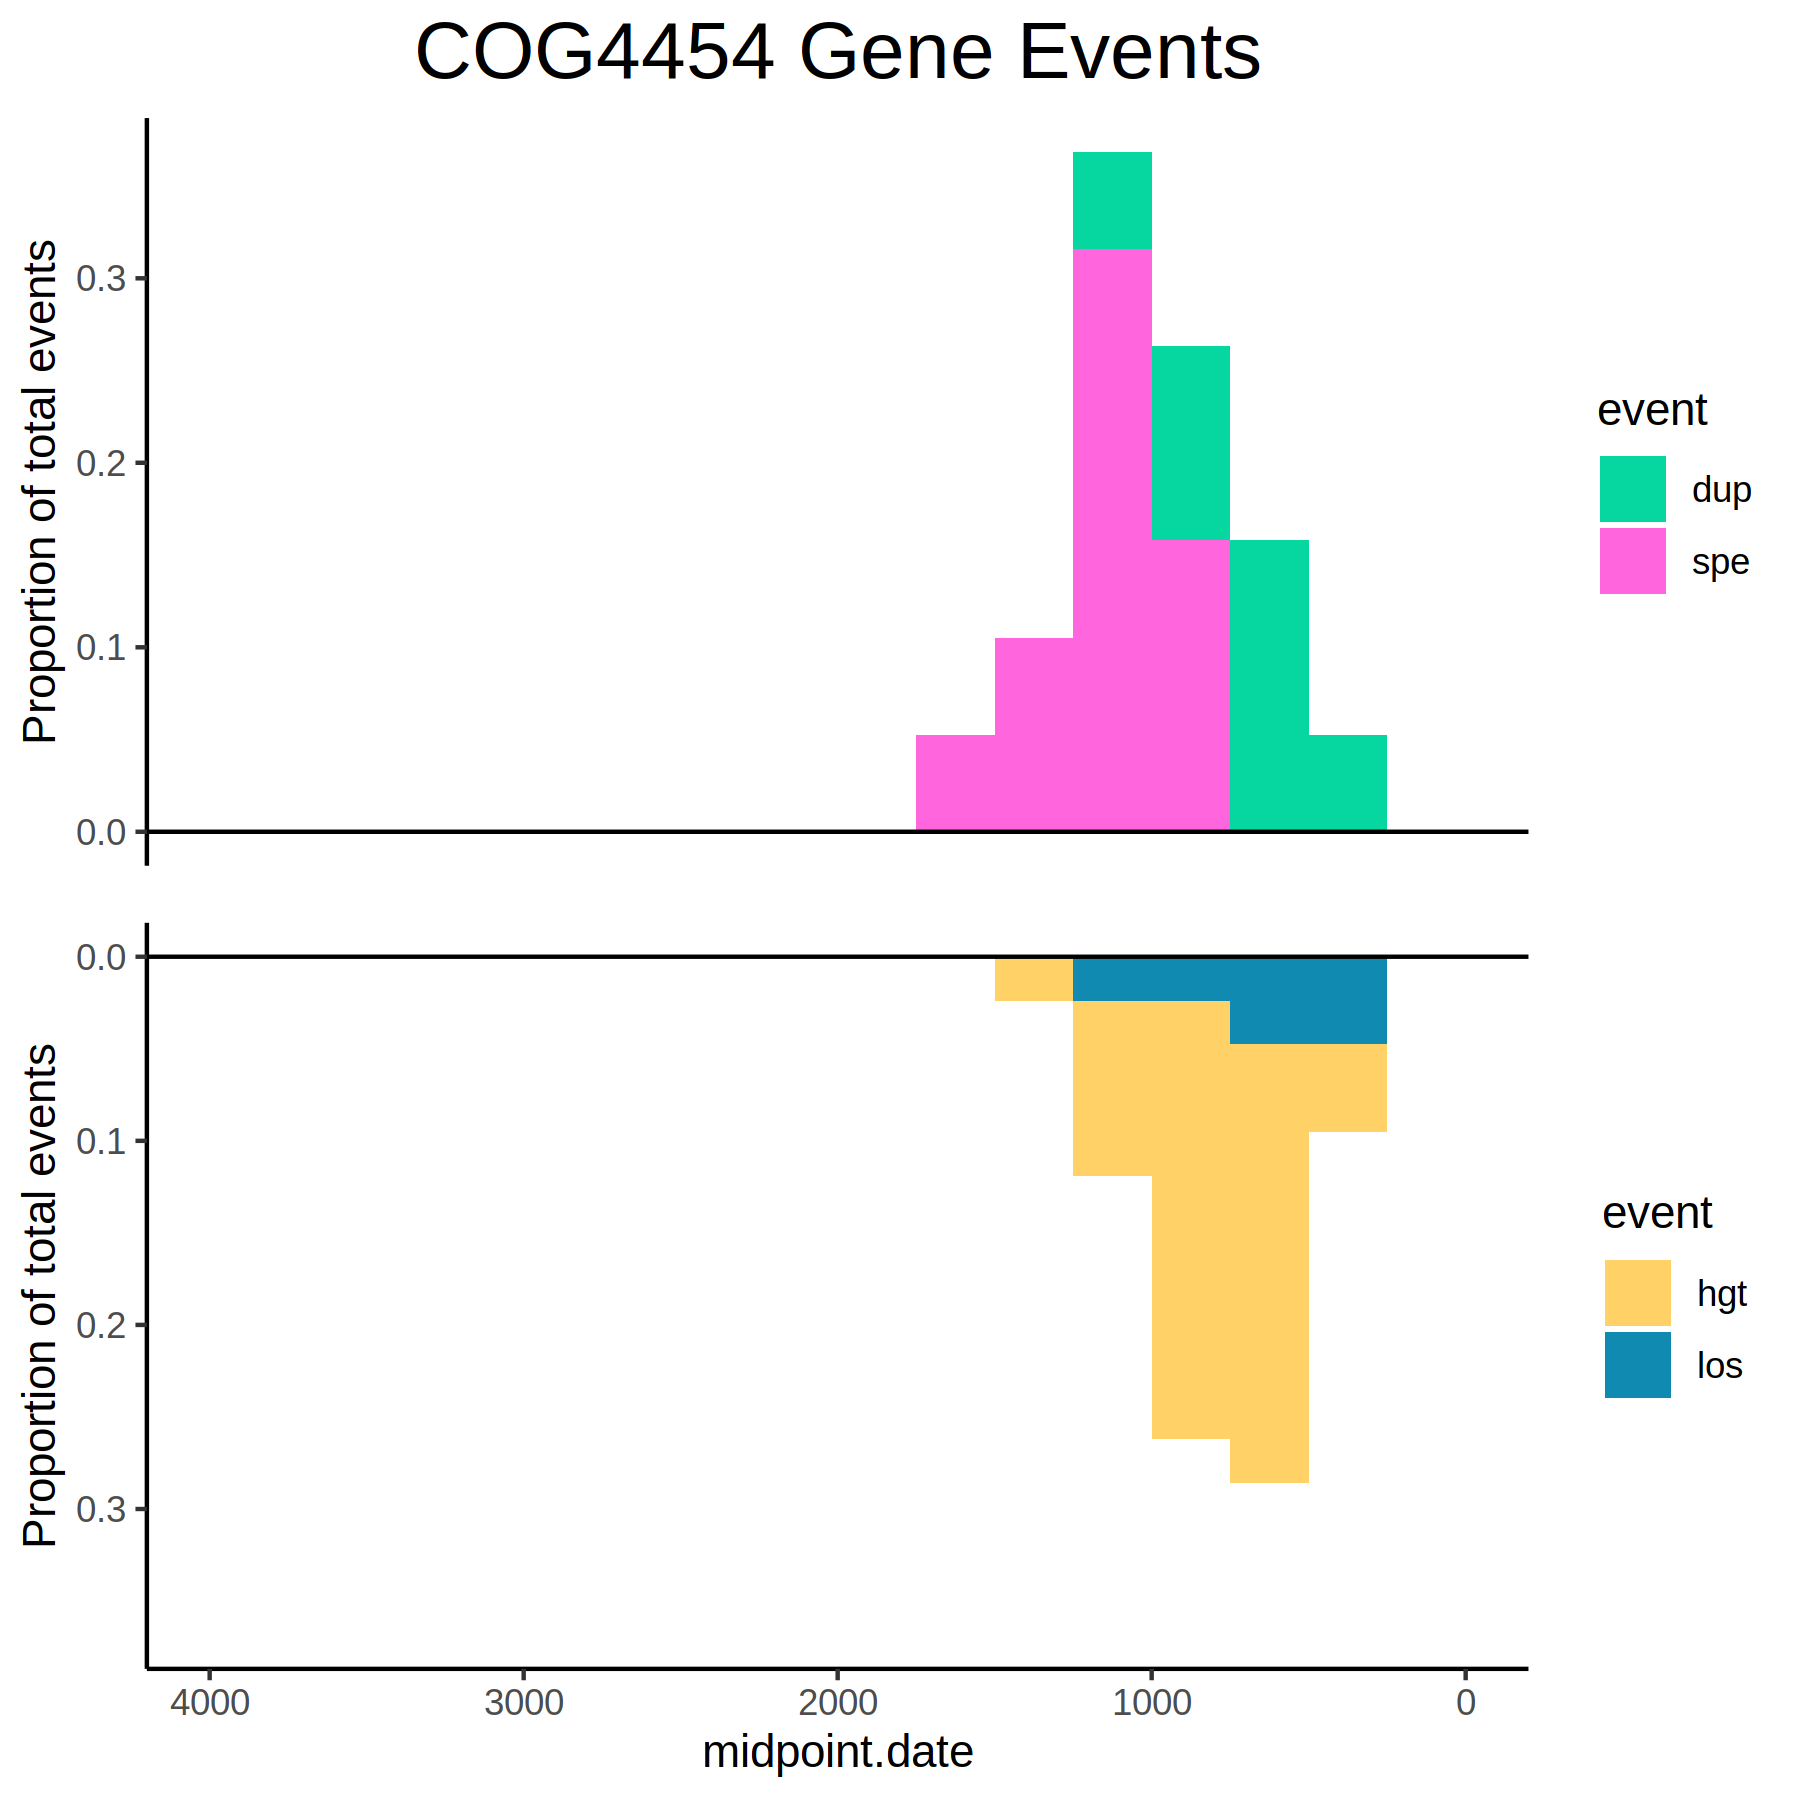 COG4454 Gene Events
Proportion of total events
0.3
0.2
0.1
0.0
event
dup
spe
Proportion of total events
0.0
0.1
0.2
0.3
event
hgt
los
4000 3000 2000 1000 0
midpoint.date